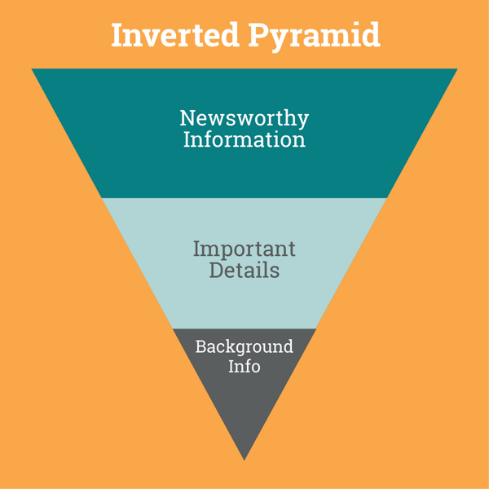 Inverted Pyramid
Newsworthy
Information
Important
Details
Background
Info